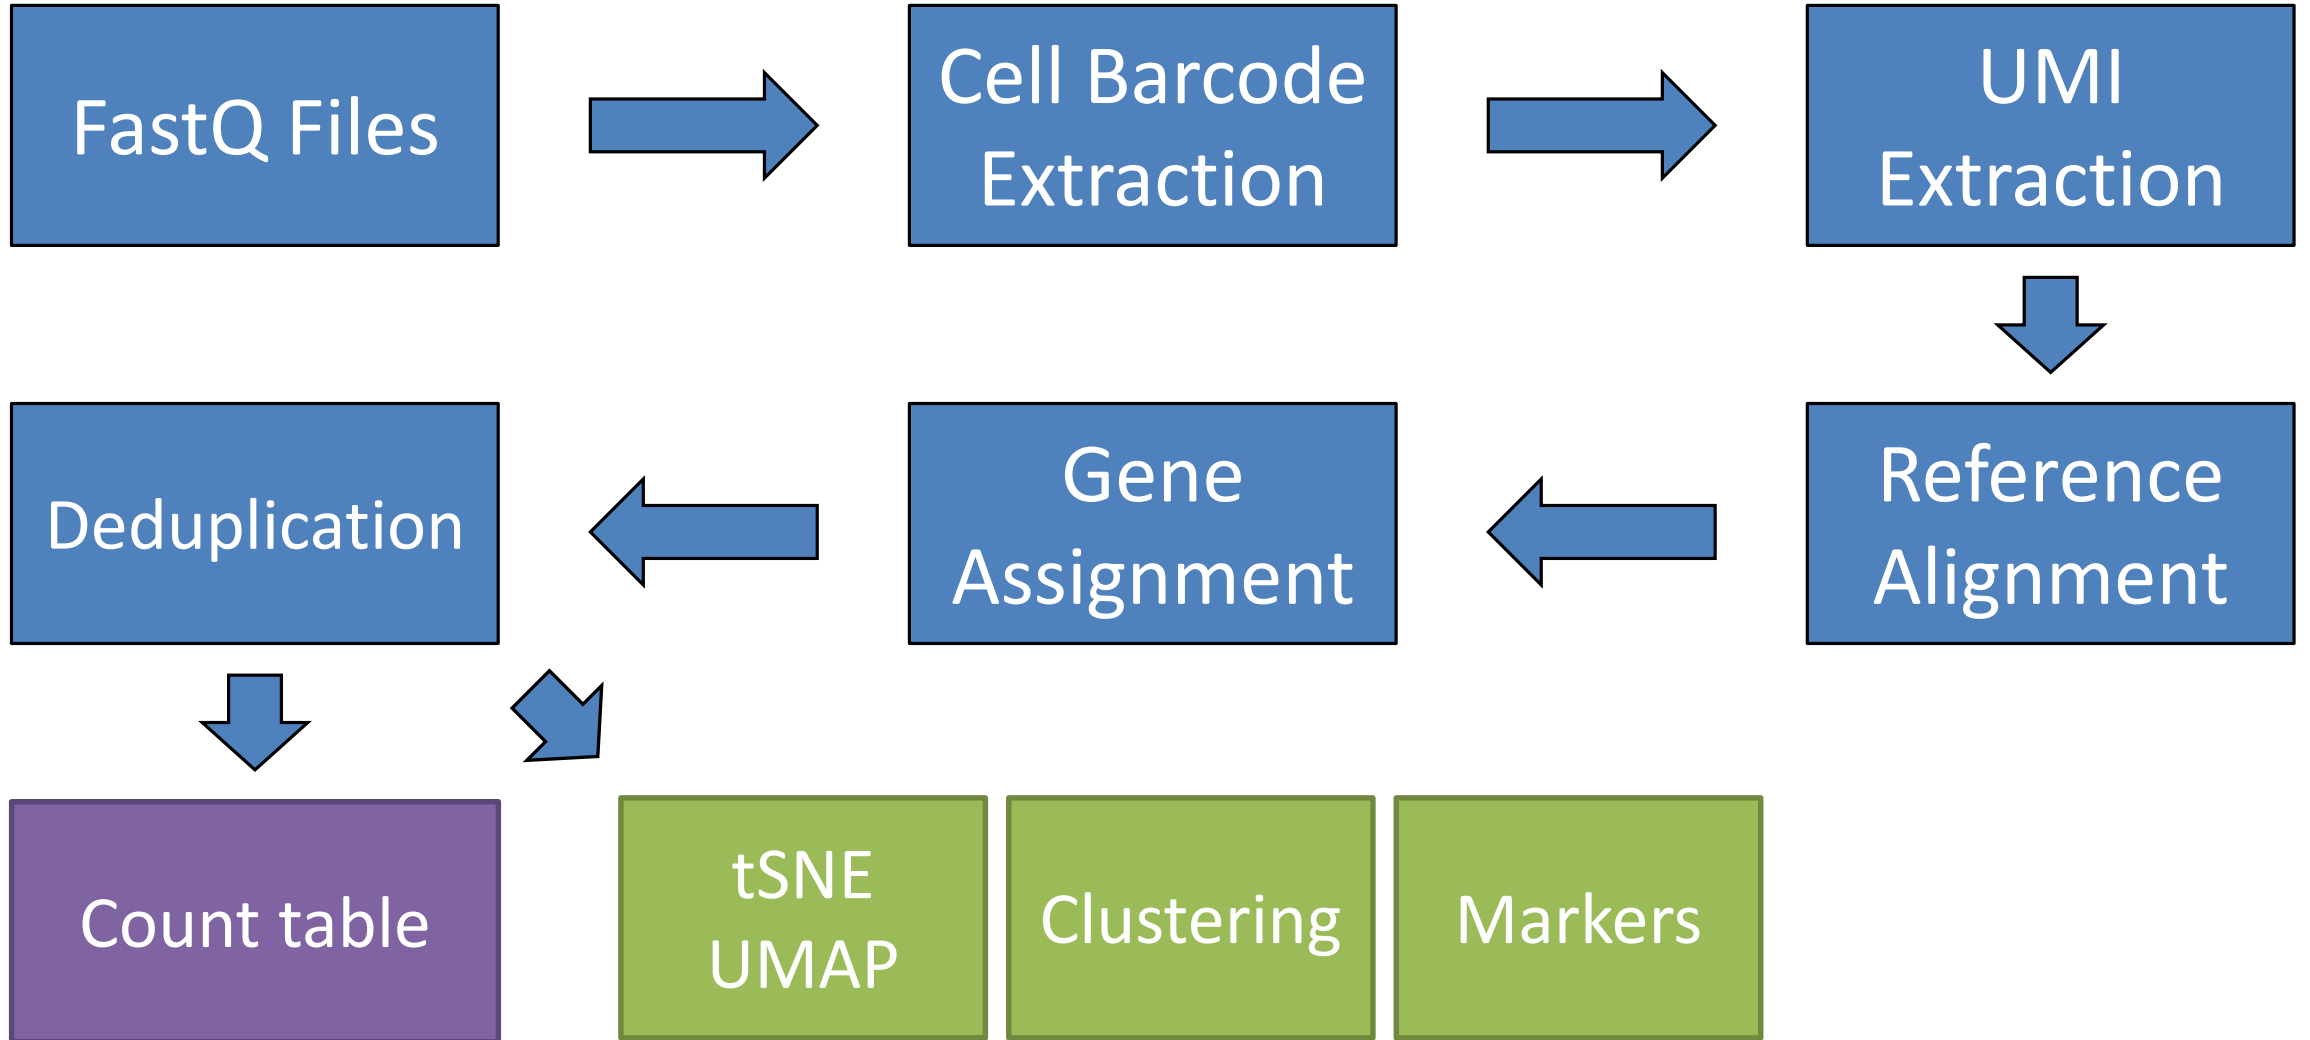 FastQ Files
Cell Barcode
Extraction
UMI
Extraction
Deduplication
Gene
Assignment
Reference
Alignment
Count table
tSNE
UMAP
Clustering
Markers